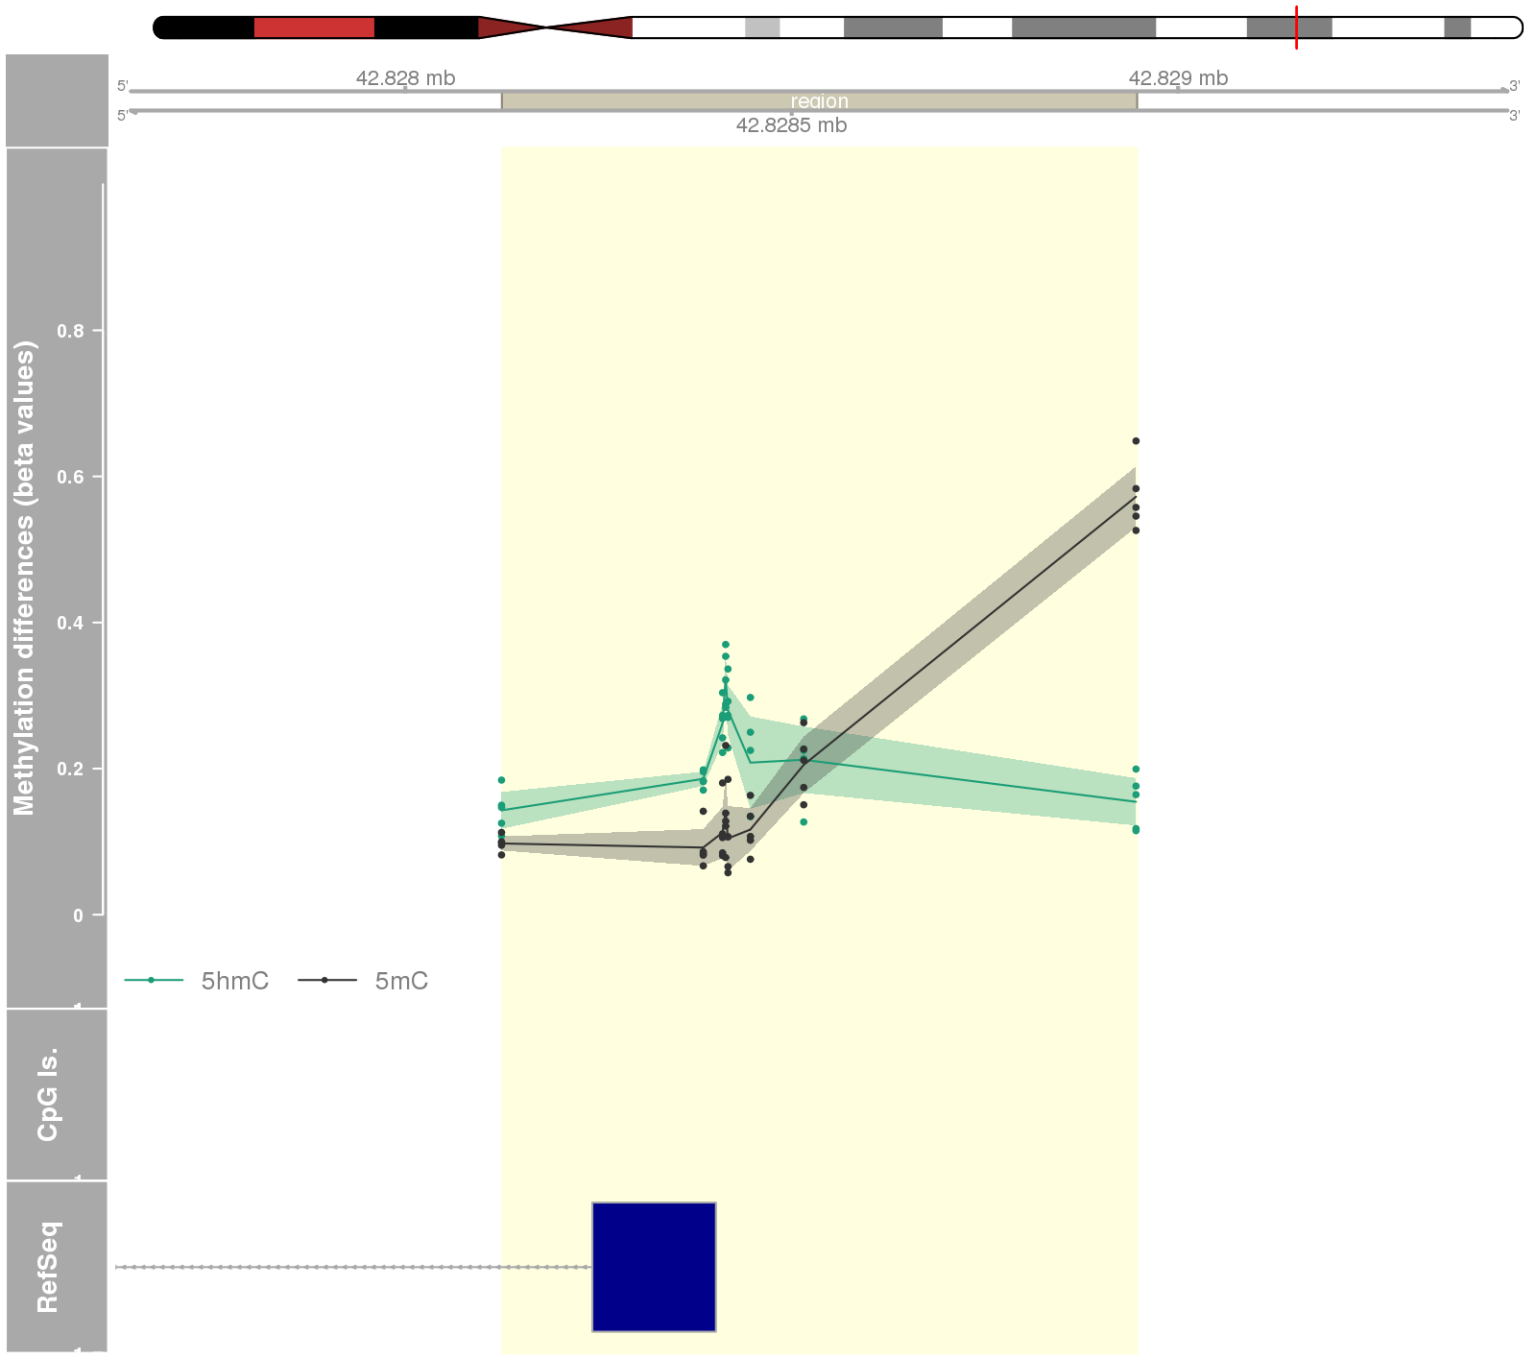 42.828 mb
42.829 mb
5'
3'
region
5'
3'
42.8285 mb
Methylation differences (beta values)
0.8
0.6
0.4
0.2
0
5hmC
5mC
CpG Is.
RefSeq